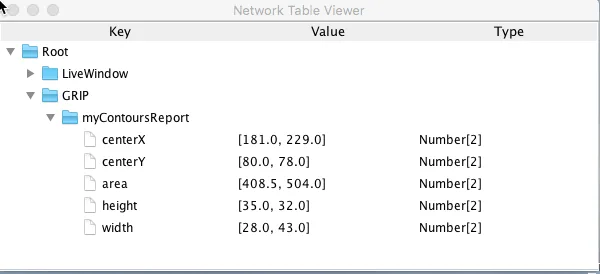 Network Table Viewer
Key Value Type
Root
LiveWindow
GRIP
myContoursReport
centerX [181.0, 229.0] Number[2]
centerY [80.0, 78.0] Number[2]
area [408.5, 504.0] Number[2]
height [35.0, 32.0] Number[2]
width [28.0, 43.0] Number[2]